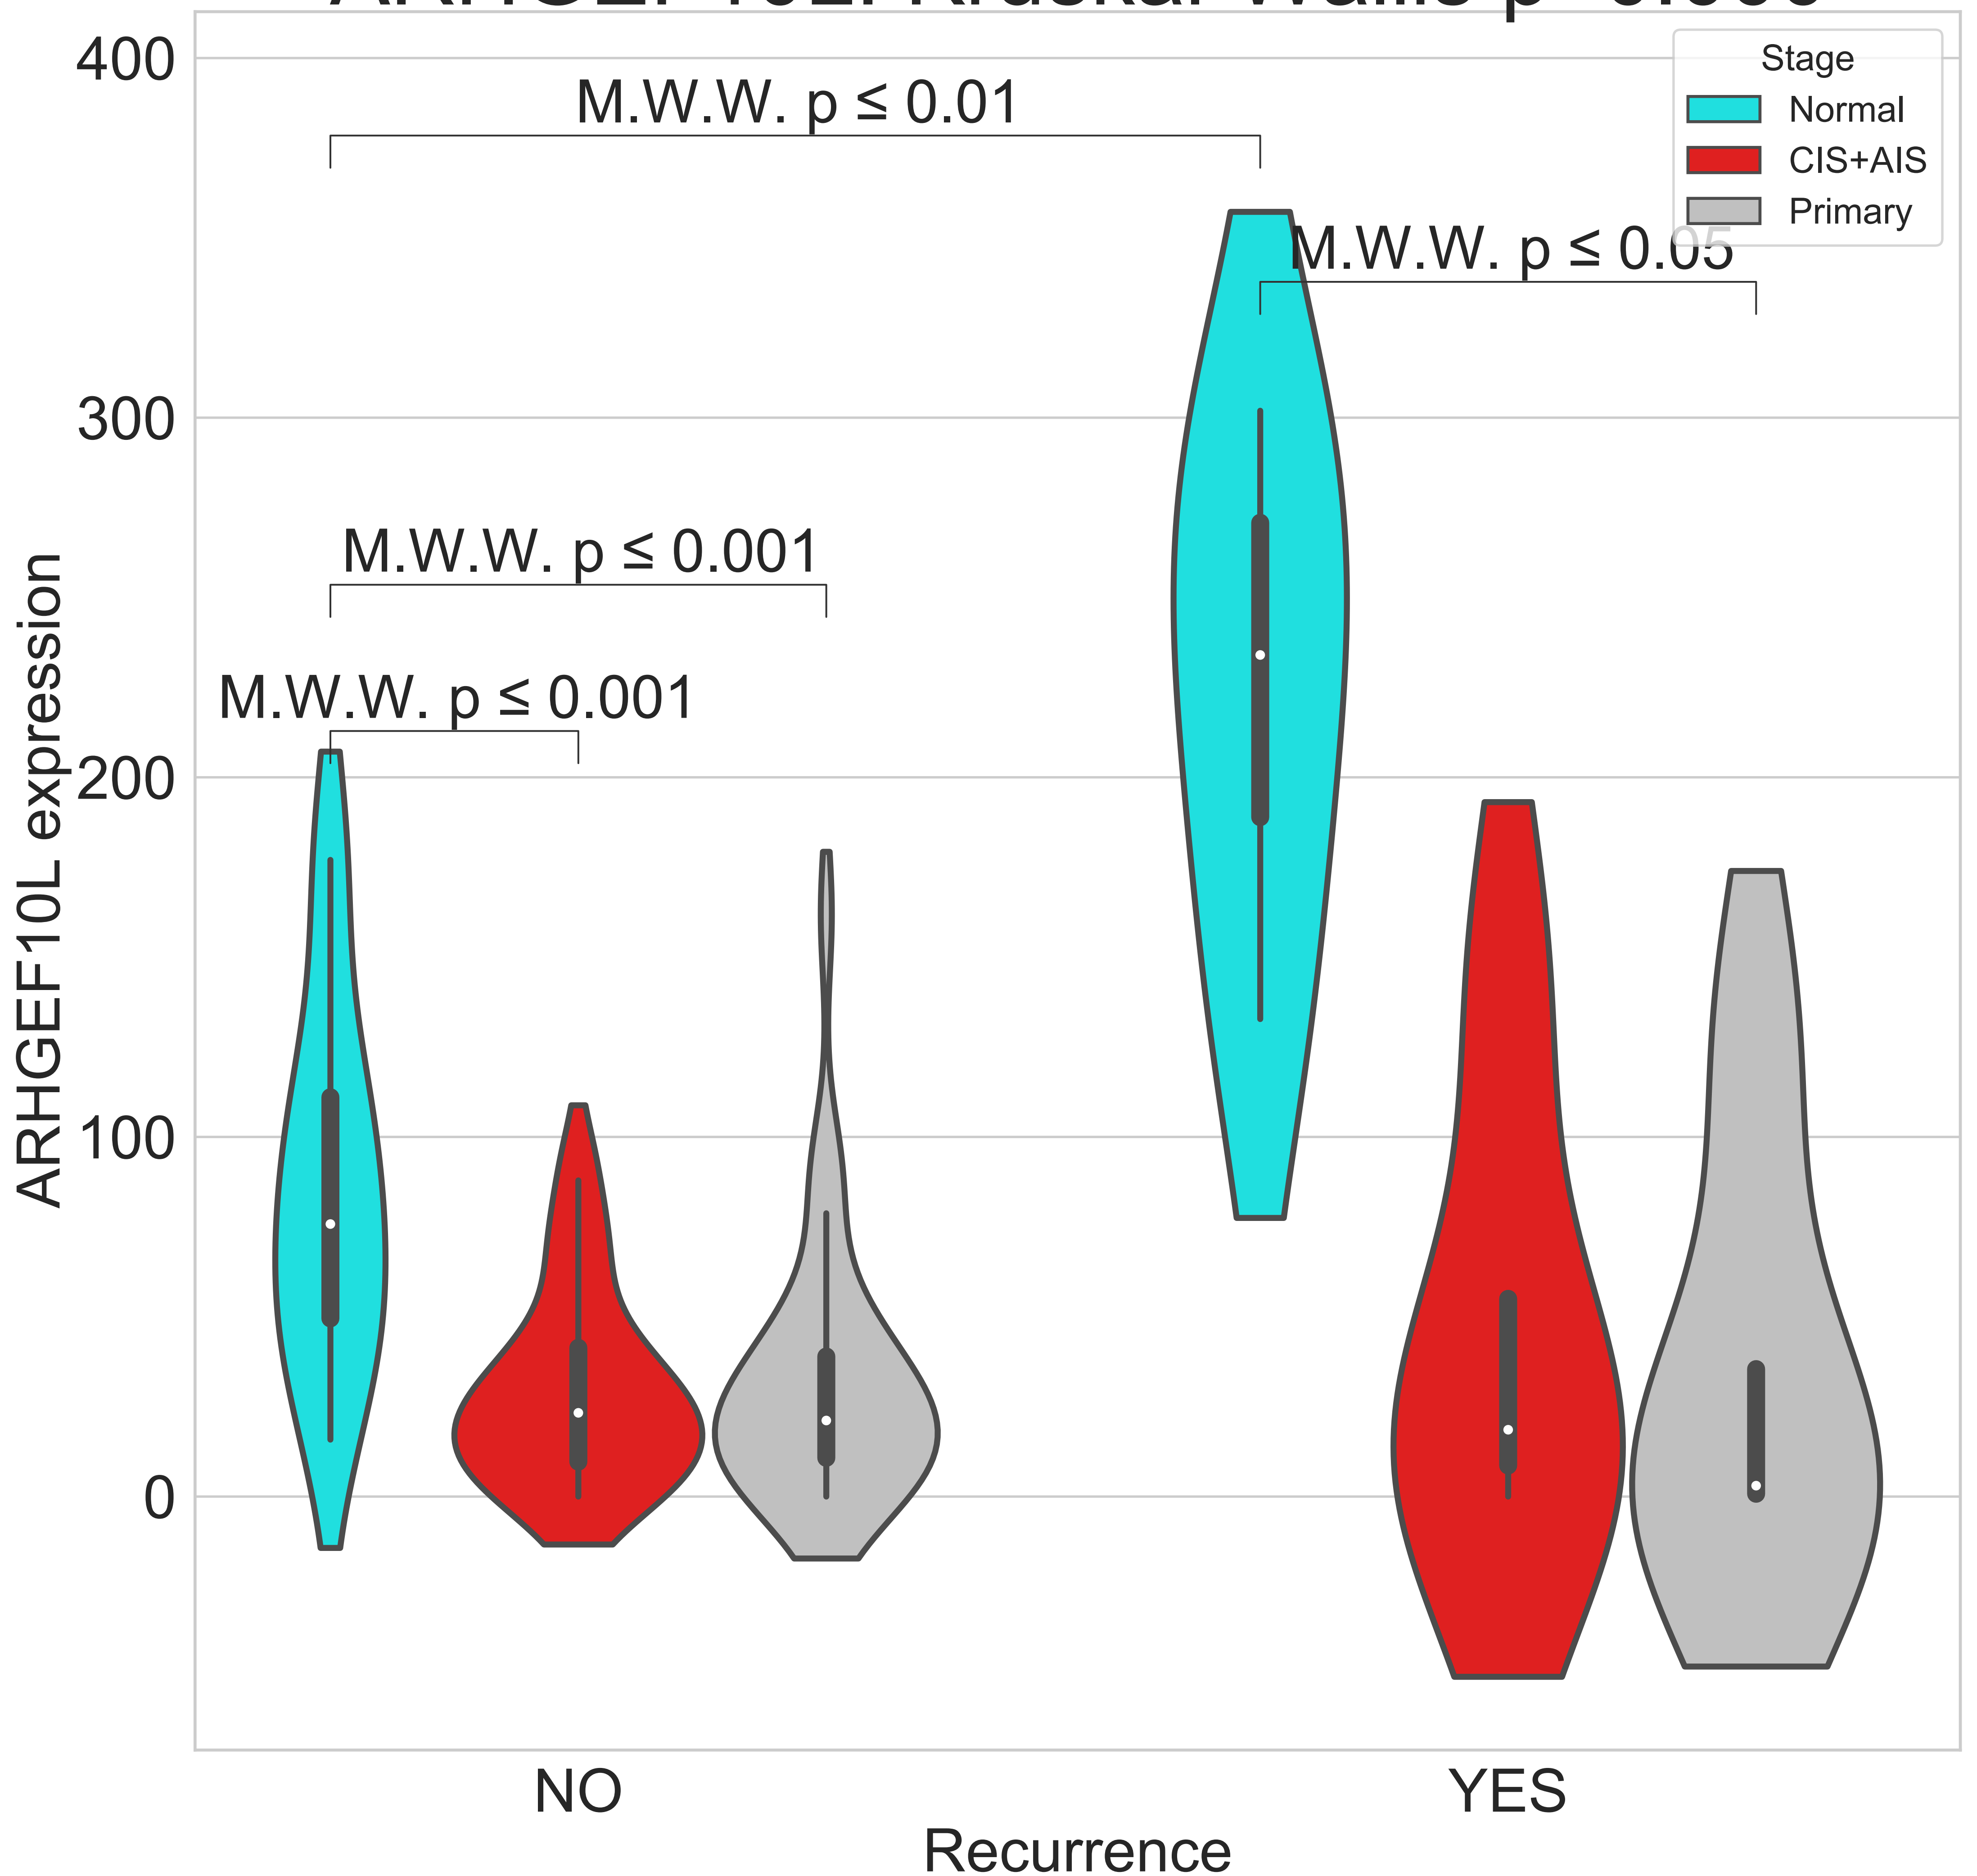 400
M.W.W. p ≤ 0.01
Stage
Normal
CIS+AIS
Primary
M.W.W. p ≤ 0.05
300
M.W.W. p ≤ 0.001
M.W.W. p ≤ 0.001
200
100
0
ARHGEF10L expression
NO
YES
Recurrence